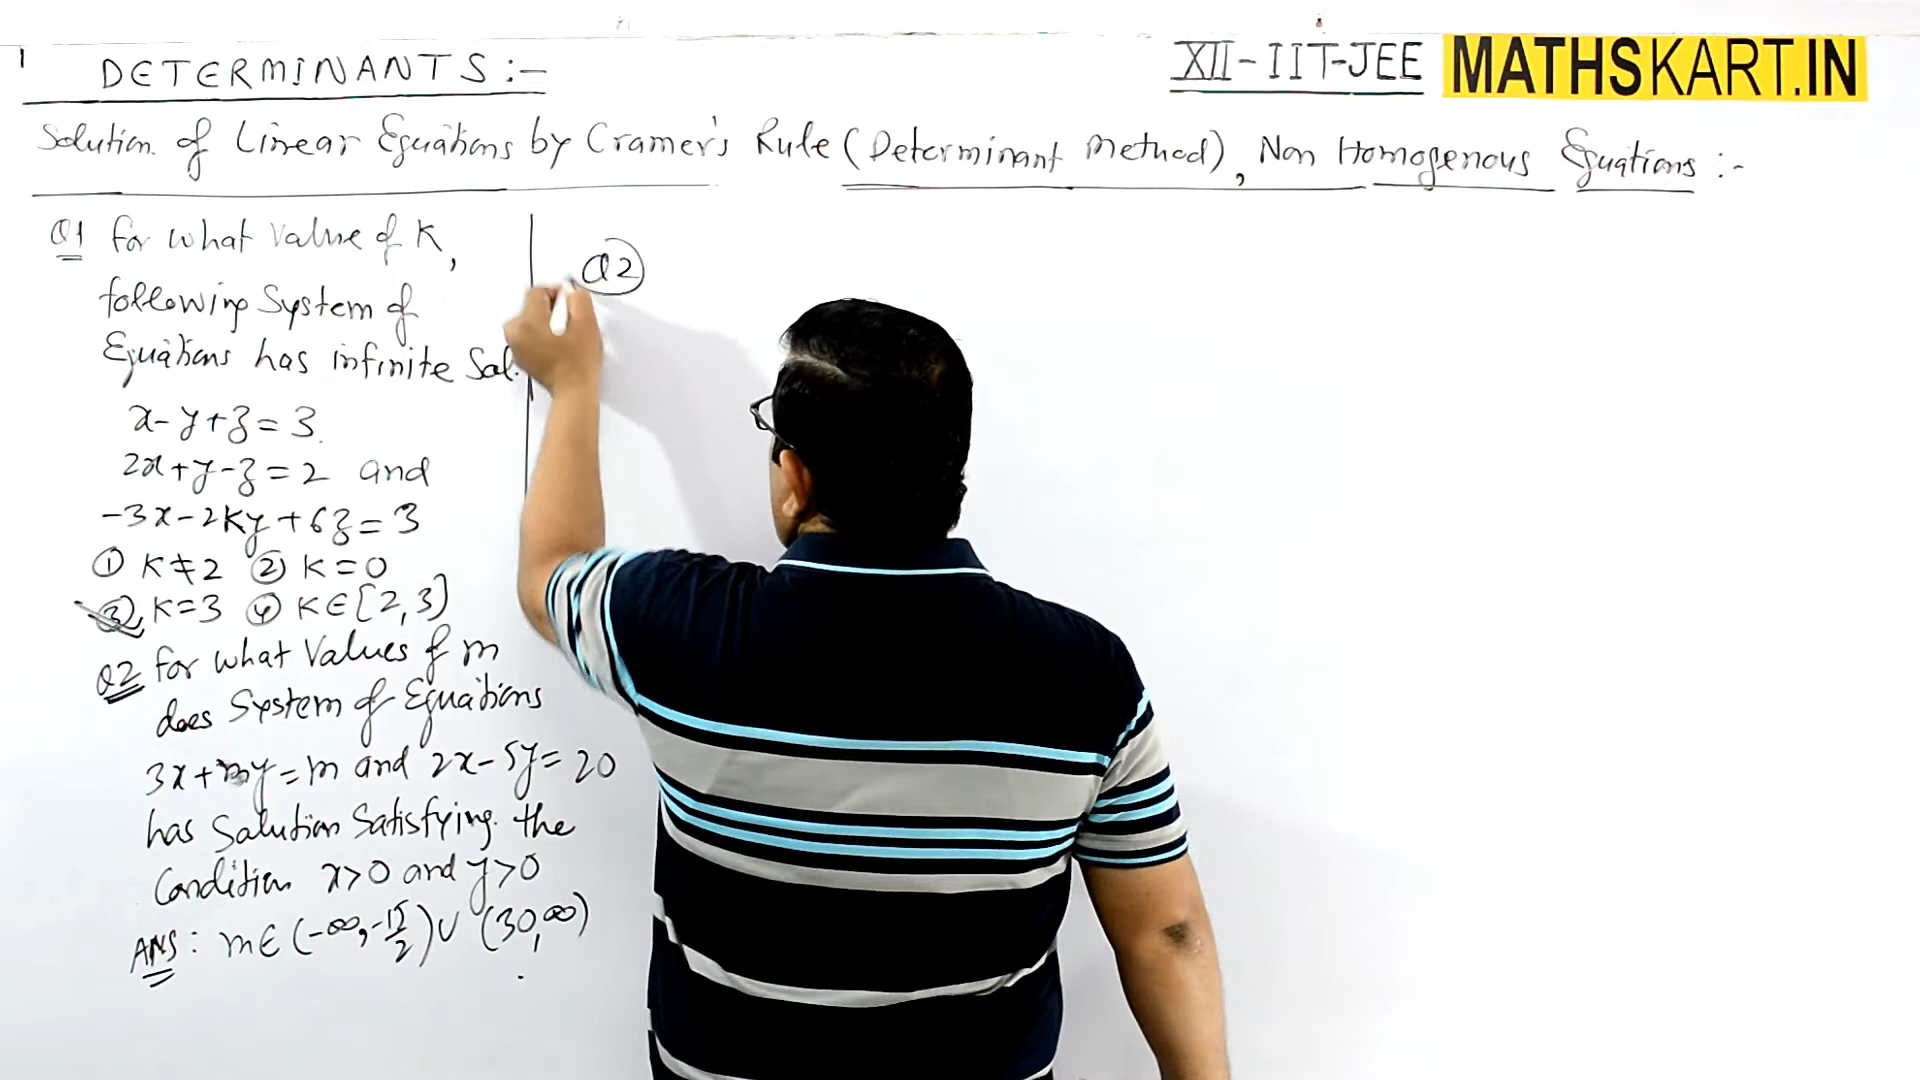 1 DETERMINANTS :-
XII - IIT-JEE MATHSKART.IN
Solution of Linear Equations by Cramer's Rule (Determinant Method), Non Homogenous Equations :-
Q1 for what value of K,
following System of
Equations has infinite Sol.
x-y+z=3.
2x+y-z=2 and
-3x-2Ky+6z=3
① K≠2 ② K=0
③ K=3 ④ K∈[2,3]
Q2 for what Values of m
does System of Equations
3x+my=m and 2x-5y=20
has Solution Satisfying the
Condition x>0 and y>0
ANS: m∈(-∞,-15/2)∪(30,∞)
Q2